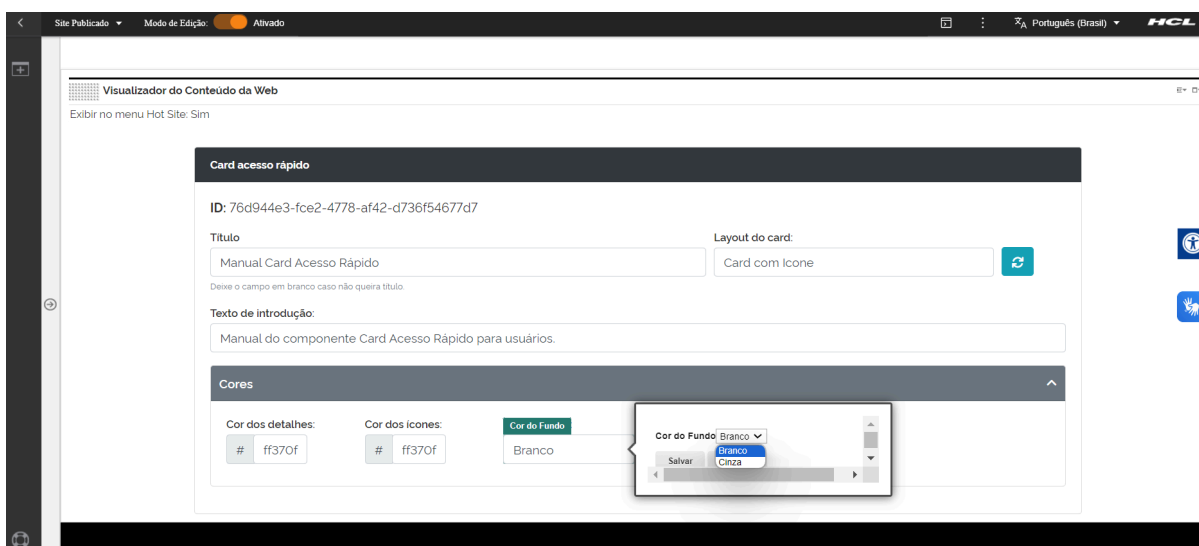 Site Publicado Modo de Edição: Ativado Português (Brasil) HCL
Visualizador do Conteúdo da Web
Exibir no menu Hot Site: Sim
Card acesso rápido
ID: 76d944e3-fce2-4778-af42-d736f54677d7
Título Layout do card:
Manual Card Acesso Rápido Card com Icone
Deixe o campo em branco caso não queira título.
Texto de introdução:
Manual do componente Card Acesso Rápido para usuários.
Cores
Cor dos detalhes: Cor dos ícones: Cor do Fundo
# ff370f # ff370f Branco
Cor do Fundo Branco
Branco
Salvar Cinza